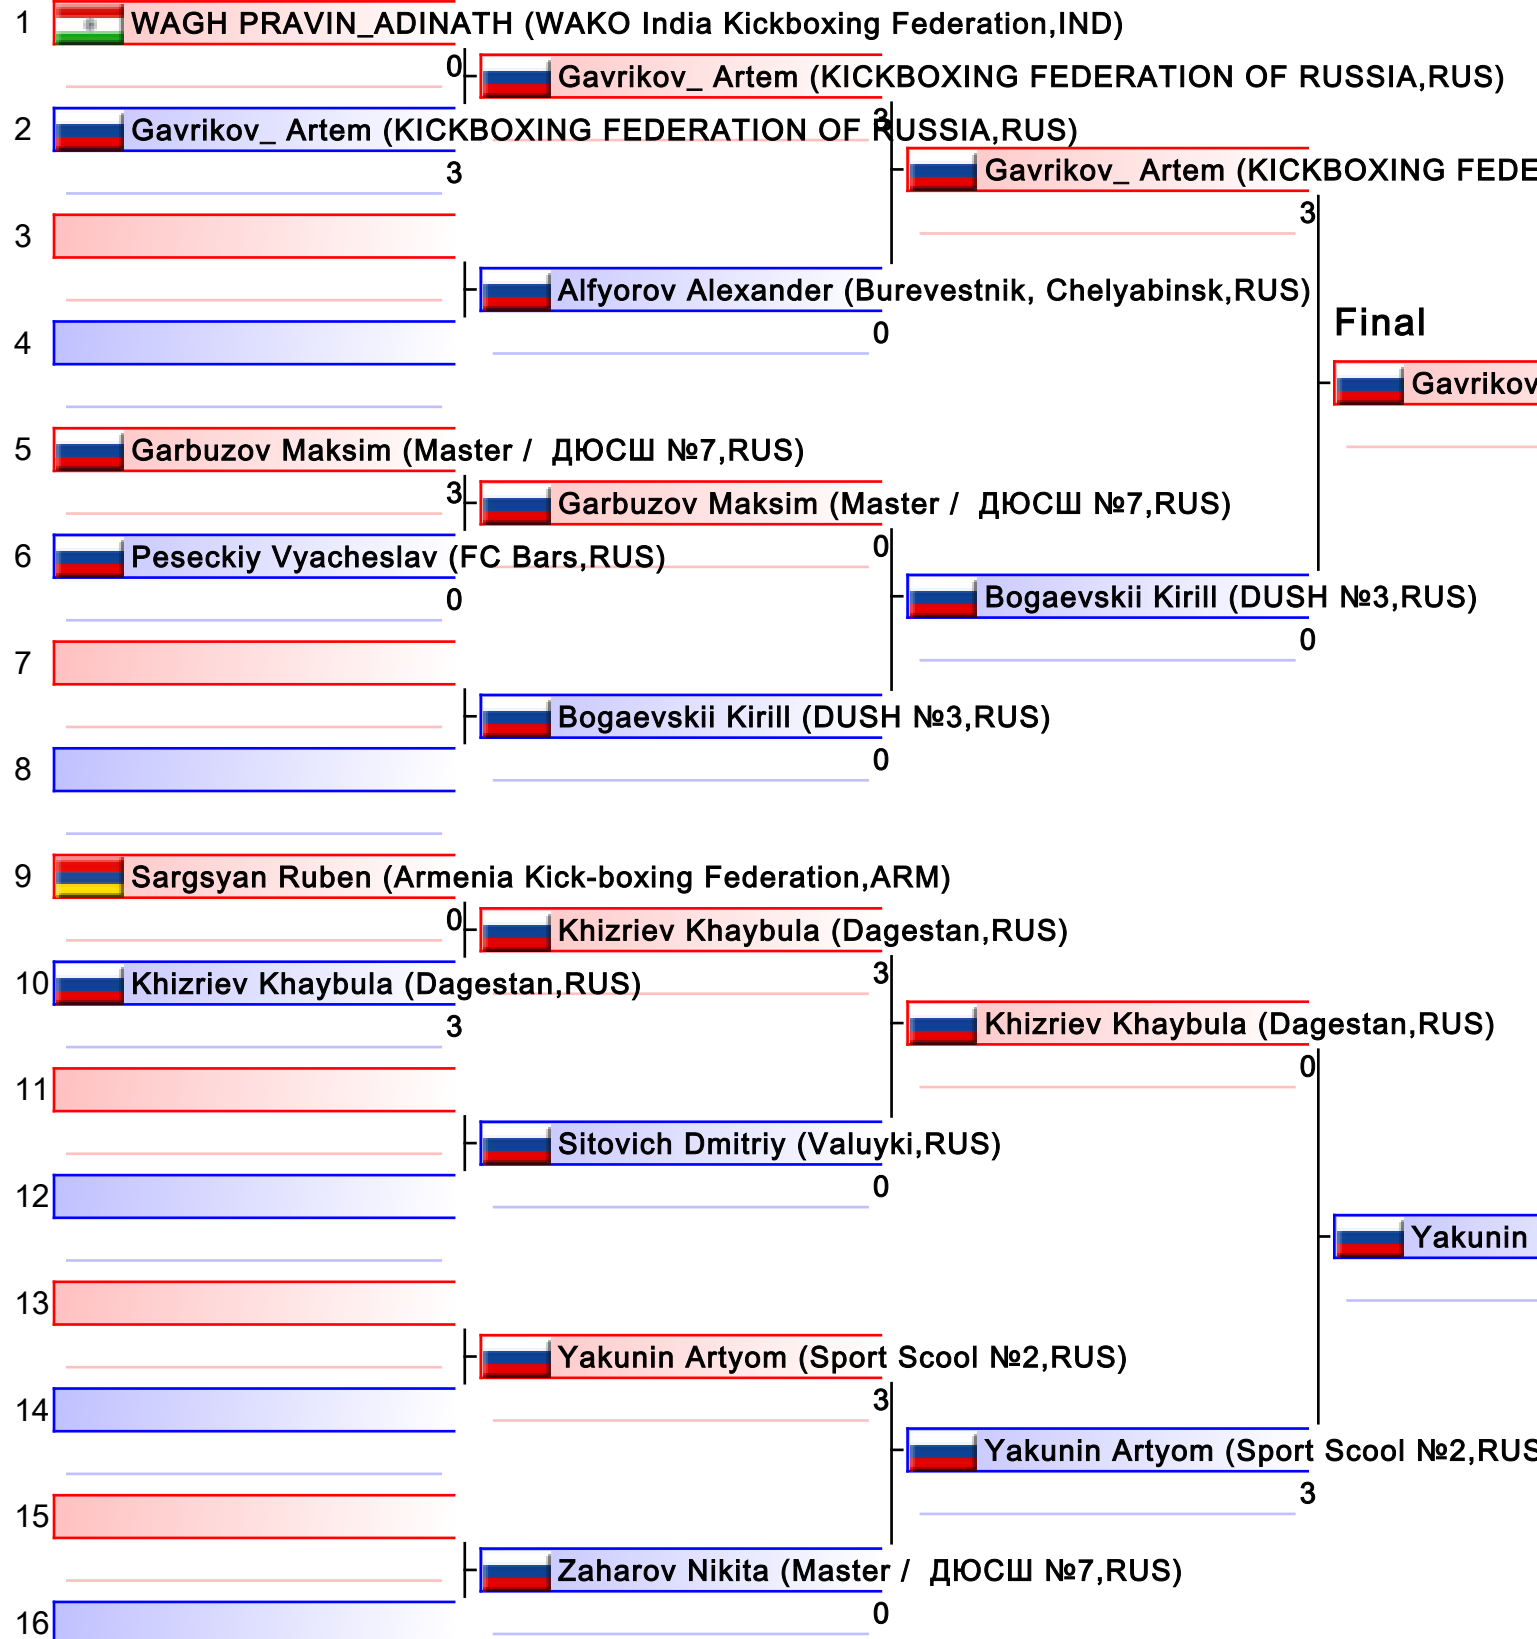 1 WAGH PRAVIN_ADINATH (WAKO India Kickboxing Federation,IND)
0
Gavrikov_ Artem (KICKBOXING FEDERATION OF RUSSIA,RUS)
3
2 Gavrikov_ Artem (KICKBOXING FEDERATION OF RUSSIA,RUS)
3
Gavrikov_ Artem (KICKBOXING FEDE
3
3
Alfyorov Alexander (Burevestnik, Chelyabinsk,RUS)
0
4
Final
Gavrikov
5 Garbuzov Maksim (Master / ДЮСШ №7,RUS)
3
Garbuzov Maksim (Master / ДЮСШ №7,RUS)
0
6 Peseckiy Vyacheslav (FC Bars,RUS)
0
Bogaevskii Kirill (DUSH №3,RUS)
0
7
Bogaevskii Kirill (DUSH №3,RUS)
0
8
9 Sargsyan Ruben (Armenia Kick-boxing Federation,ARM)
0
Khizriev Khaybula (Dagestan,RUS)
3
10 Khizriev Khaybula (Dagestan,RUS)
3
Khizriev Khaybula (Dagestan,RUS)
0
11
Sitovich Dmitriy (Valuyki,RUS)
0
12
Yakunin
13
Yakunin Artyom (Sport Scool №2,RUS)
3
14
Yakunin Artyom (Sport Scool №2,RUS
3
15
Zaharov Nikita (Master / ДЮСШ №7,RUS)
0
16